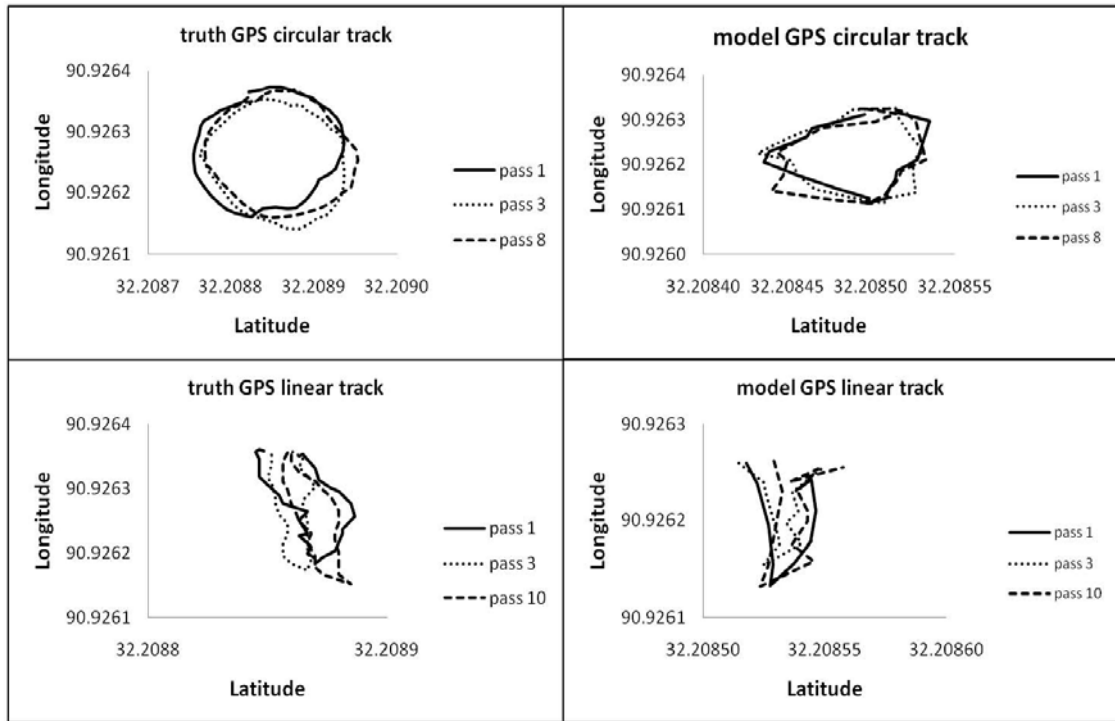 truth GPS circular track
90.9264
90.9263
90.9262
90.9261
Longitude
32.2087 32.2088 32.2089 32.2090
Latitude
pass 1
pass 3
pass 8
model GPS circular track
90.9264
90.9263
90.9262
90.9261
90.9260
Longitude
32.20840 32.20845 32.20850 32.20855
Latitude
pass 1
pass 3
pass 8
truth GPS linear track
90.9264
90.9263
90.9262
90.9261
Longitude
32.2088 32.2089
Latitude
pass 1
pass 3
pass 10
model GPS linear track
90.9263
90.9262
90.9261
Longitude
32.20850 32.20855 32.20860
Latitude
pass 1
pass 3
pass 10